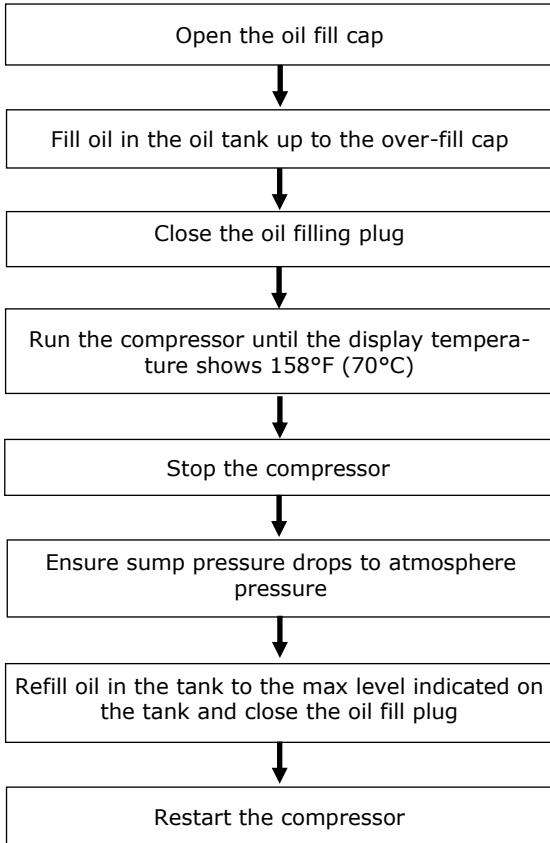 Open the oil fill cap
Fill oil in the oil tank up to the over-fill cap
Close the oil filling plug
Run the compressor until the display tempera-
ture shows 158°F (70°C)
Stop the compressor
Ensure sump pressure drops to atmosphere
pressure
Refill oil in the tank to the max level indicated on
the tank and close the oil fill plug
Restart the compressor